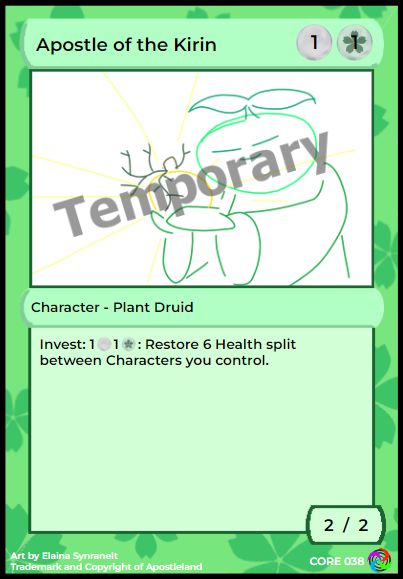 Apostle of the Kirin 1 1
Temporary
Character - Plant Druid
Invest: 1 1 : Restore 6 Health split
between Characters you control.
2 / 2
Art by Elaina Synranelt
Trademark and Copyright of Apostleland
CORE 038